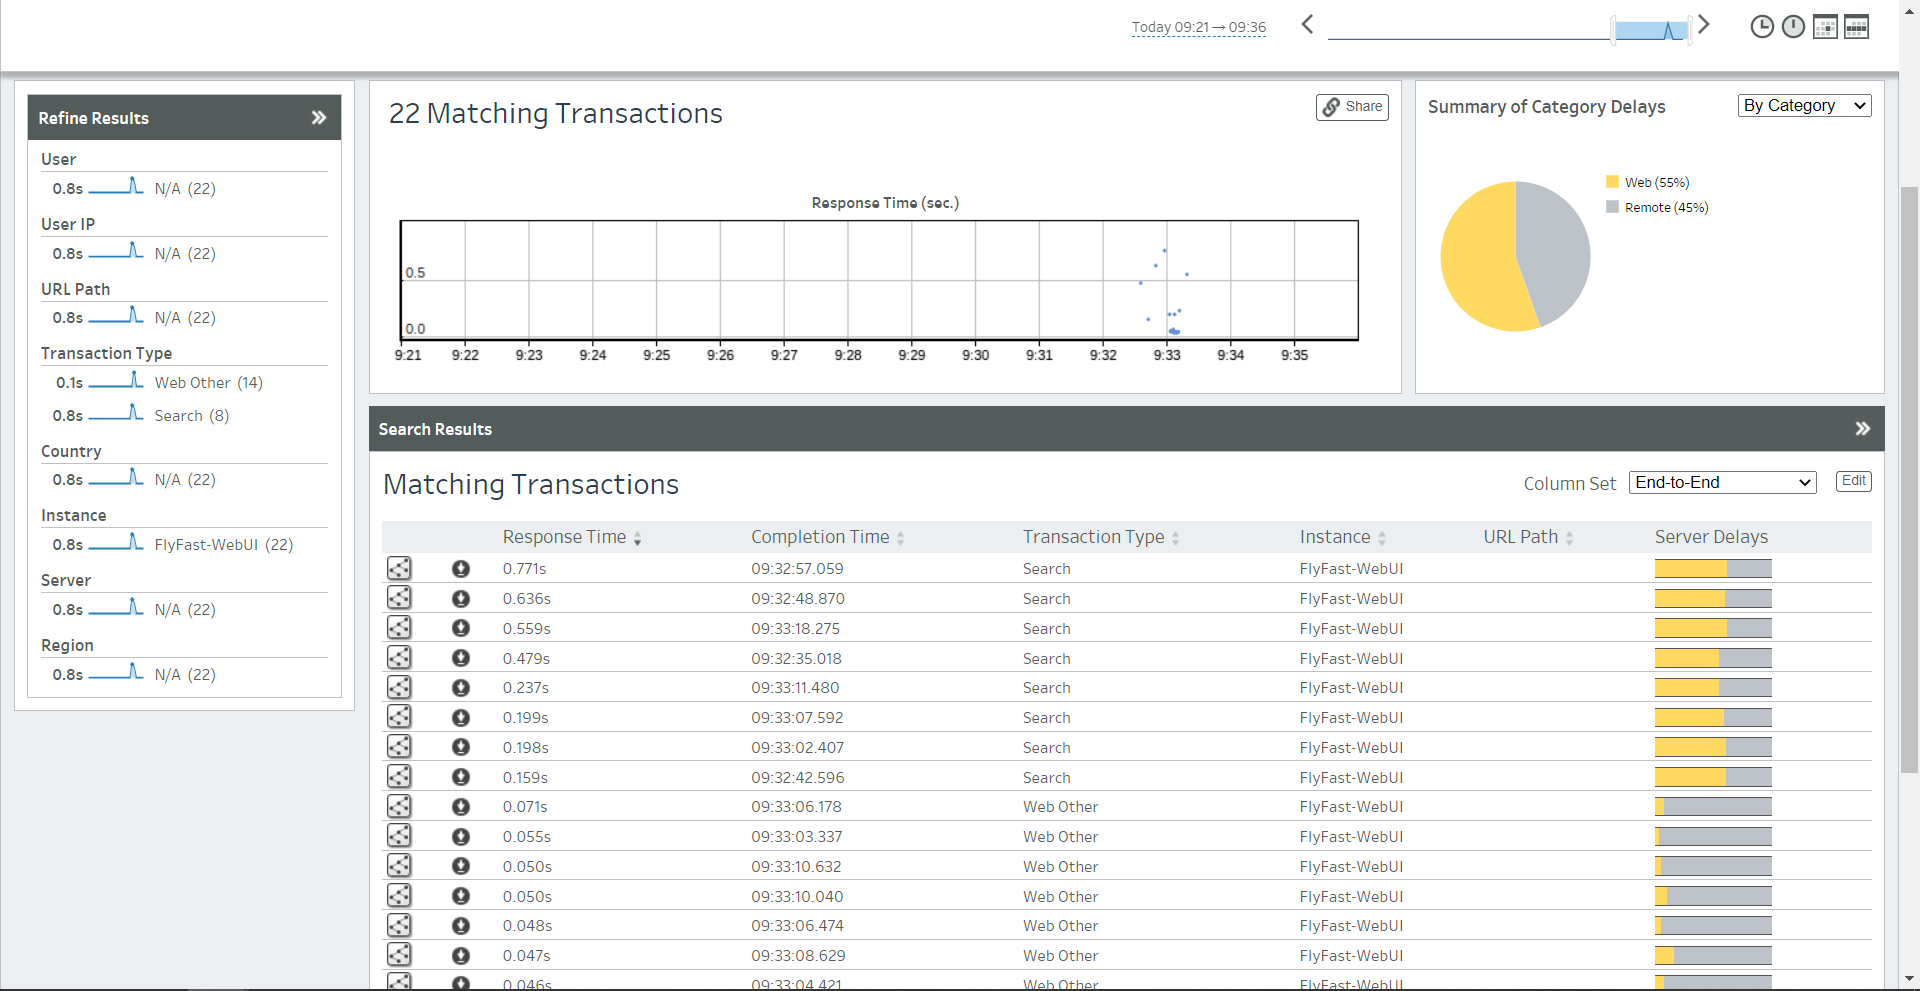 Today 09:21 → 09:36
Refine Results
User
0.8s N/A (22)
User IP
0.8s N/A (22)
URL Path
0.8s N/A (22)
Transaction Type
0.1s Web Other (14)
0.8s Search (8)
Country
0.8s N/A (22)
Instance
0.8s FlyFast-WebUI (22)
Server
0.8s N/A (22)
Region
0.8s N/A (22)
22 Matching Transactions
Share
Response Time (sec.)
0.5
0.0
9:21 9:22 9:23 9:24 9:25 9:26 9:27 9:28 9:29 9:30 9:31 9:32 9:33 9:34 9:35
Summary of Category Delays
By Category
Web (55%)
Remote (45%)
Search Results
Matching Transactions
Column Set End-to-End Edit
Response Time Completion Time Transaction Type Instance URL Path Server Delays
0.771s 09:32:57.059 Search FlyFast-WebUI
0.636s 09:32:48.870 Search FlyFast-WebUI
0.559s 09:33:18.275 Search FlyFast-WebUI
0.479s 09:32:35.018 Search FlyFast-WebUI
0.237s 09:33:11.480 Search FlyFast-WebUI
0.199s 09:33:07.592 Search FlyFast-WebUI
0.198s 09:33:02.407 Search FlyFast-WebUI
0.159s 09:32:42.596 Search FlyFast-WebUI
0.071s 09:33:06.178 Web Other FlyFast-WebUI
0.055s 09:33:03.337 Web Other FlyFast-WebUI
0.050s 09:33:10.632 Web Other FlyFast-WebUI
0.050s 09:33:10.040 Web Other FlyFast-WebUI
0.048s 09:33:06.474 Web Other FlyFast-WebUI
0.047s 09:33:08.629 Web Other FlyFast-WebUI
0.046s 09:33:04.421 Web Other FlyFast-WebUI